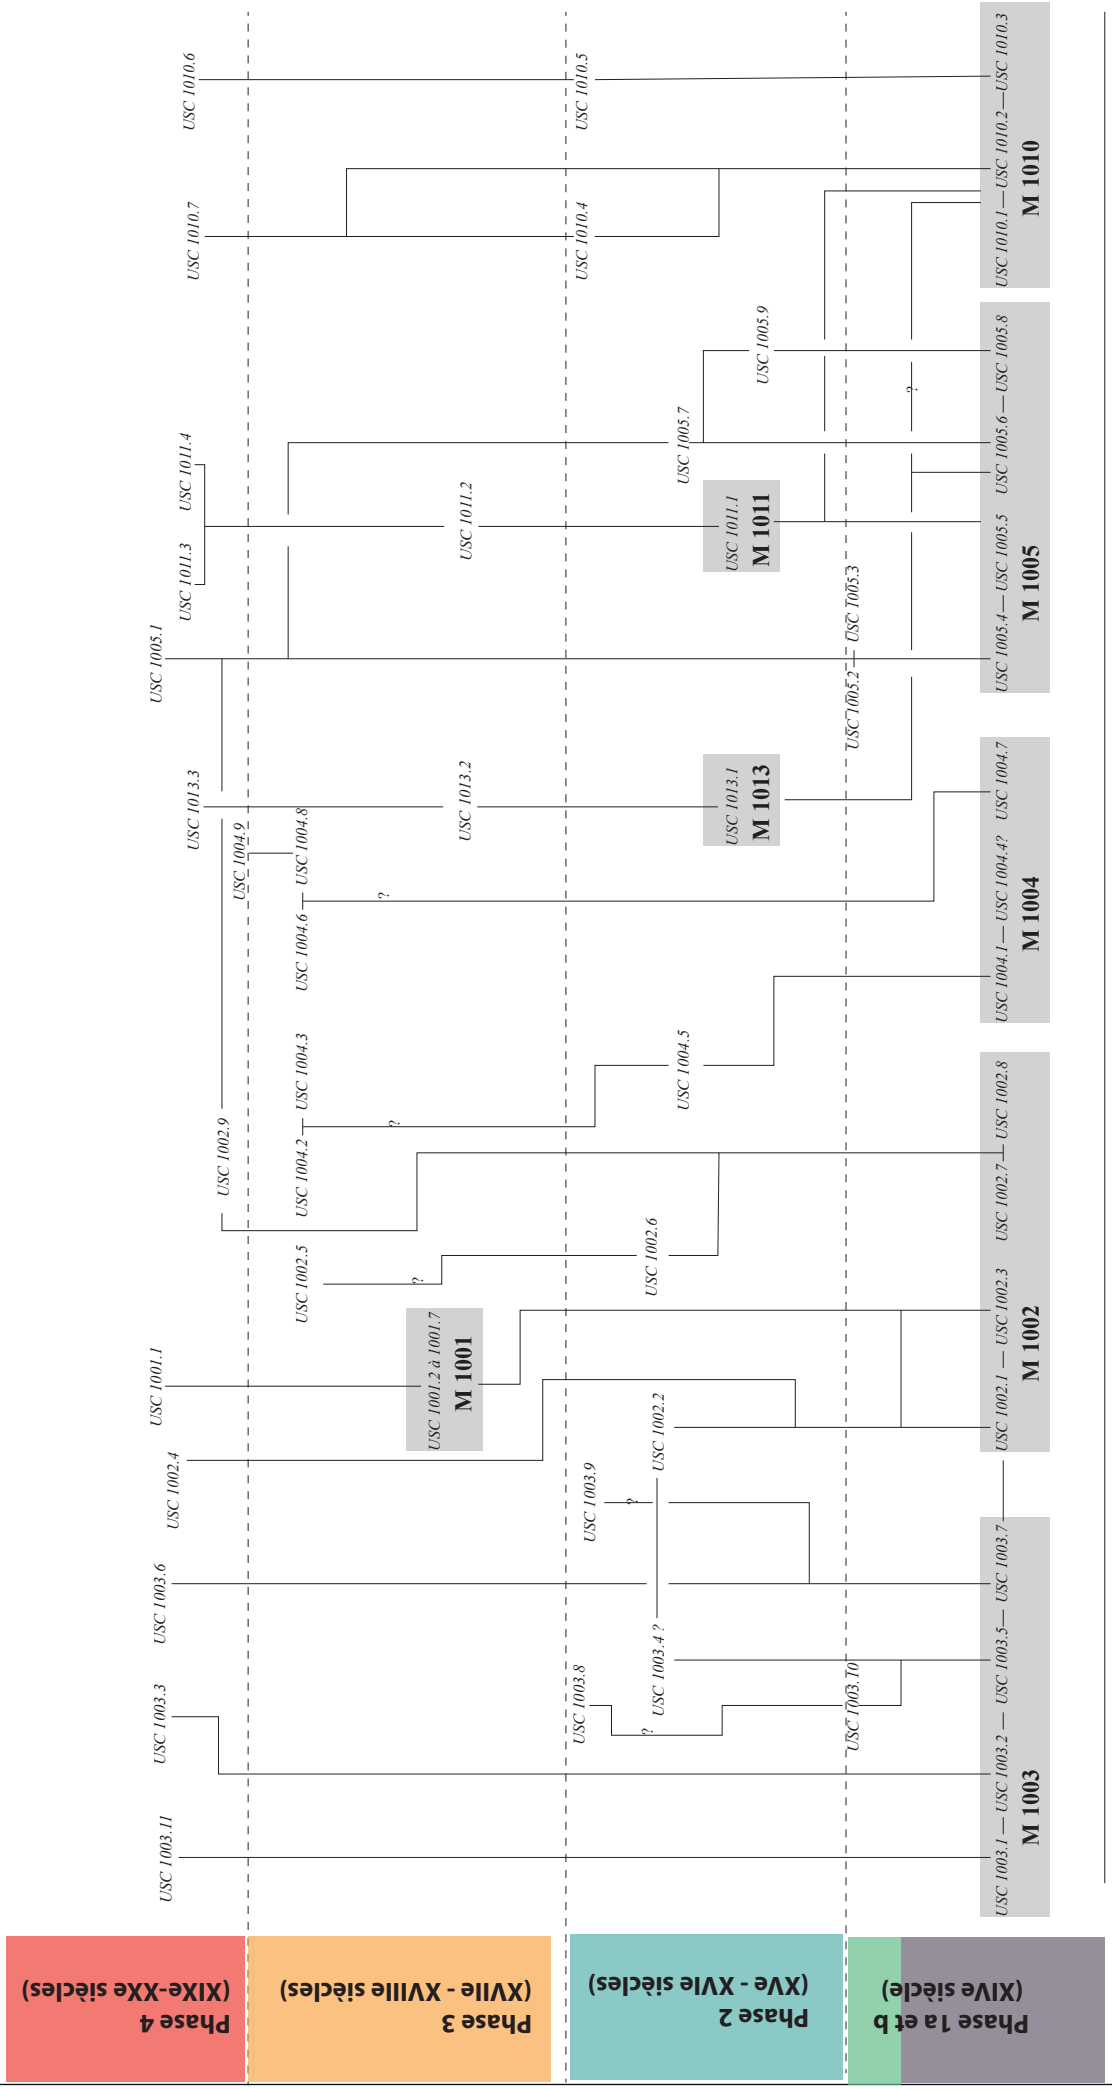 Phase 4
(XIXe-XXe siècles)
Phase 3
(XVIIe - XVIIIe siècles)
Phase 2
(XVe - XVIe siècles)
Phase 1a et b
(XIVe siècle)
USC 1003.11
USC 1003.3
USC 1003.6
USC 1002.4
USC 1001.1
USC 1002.9
USC 1013.3
USC 1004.9
USC 1005.1
USC 1011.3
USC 1011.4
USC 1010.7
USC 1010.6
USC 1002.5
?
USC 1004.2
USC 1004.3
?
USC 1004.6
USC 1004.8
?
USC 1001.2 à 1001.7
M 1001
USC 1013.2
USC 1011.2
USC 1003.8
?
USC 1003.9
?
USC 1003.4 ?
USC 1002.2
USC 1002.6
USC 1004.5
USC 1013.1
M 1013
USC 1011.1
M 1011
USC 1005.7
USC 1005.9
USC 1010.4
USC 1010.5
USC 1003.10
USC 1005.2
USC 1005.3
?
USC 1003.1 — USC 1003.2 — USC 1003.5 — USC 1003.7
M 1003
USC 1002.1 — USC 1002.3
USC 1002.7 — USC 1002.8
M 1002
USC 1004.1 — USC 1004.4?
USC 1004.7
M 1004
USC 1005.4 — USC 1005.5
USC 1005.6 — USC 1005.8
M 1005
USC 1010.1 — USC 1010.2 — USC 1010.3
M 1010